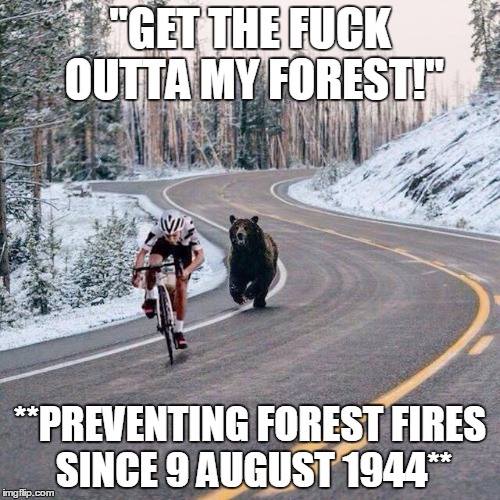 "GET THE FUCK
OUTTA MY FOREST!"
**PREVENTING FOREST FIRES
SINCE 9 AUGUST 1944**
imgflip.com